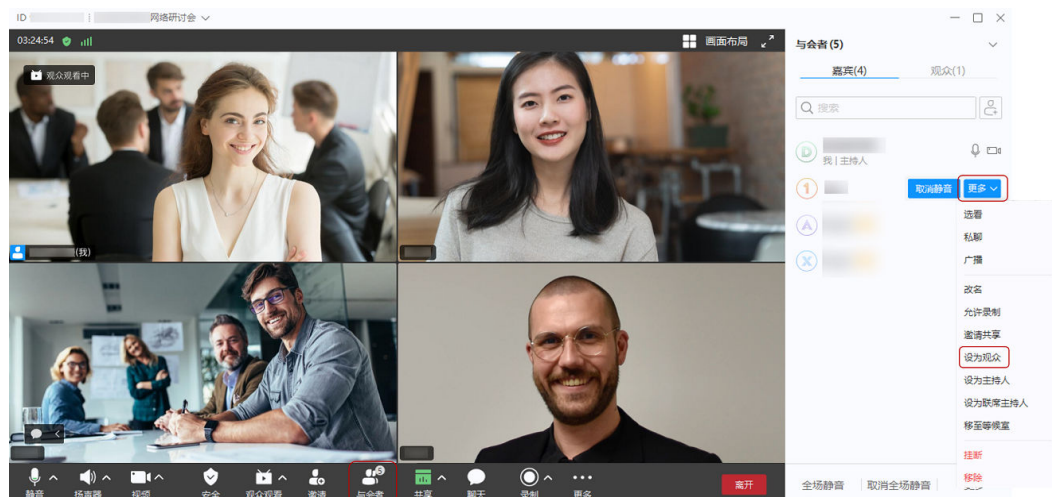 ID
网络研讨会
03:24:54
画面布局
观众观看中
(我)
静音
扬声器
视频
安全
观众观看
邀请
与会者
5
共享
聊天
录制
更多
离开
与会者 (5)
嘉宾(4)
观众(1)
搜索
D
我 | 主持人
1
取消静音
更多
A
X
选看
私聊
广播
改名
允许录制
邀请共享
设为观众
设为主持人
设为联席主持人
移至等候室
挂断
移除
全场静音
取消全场静音